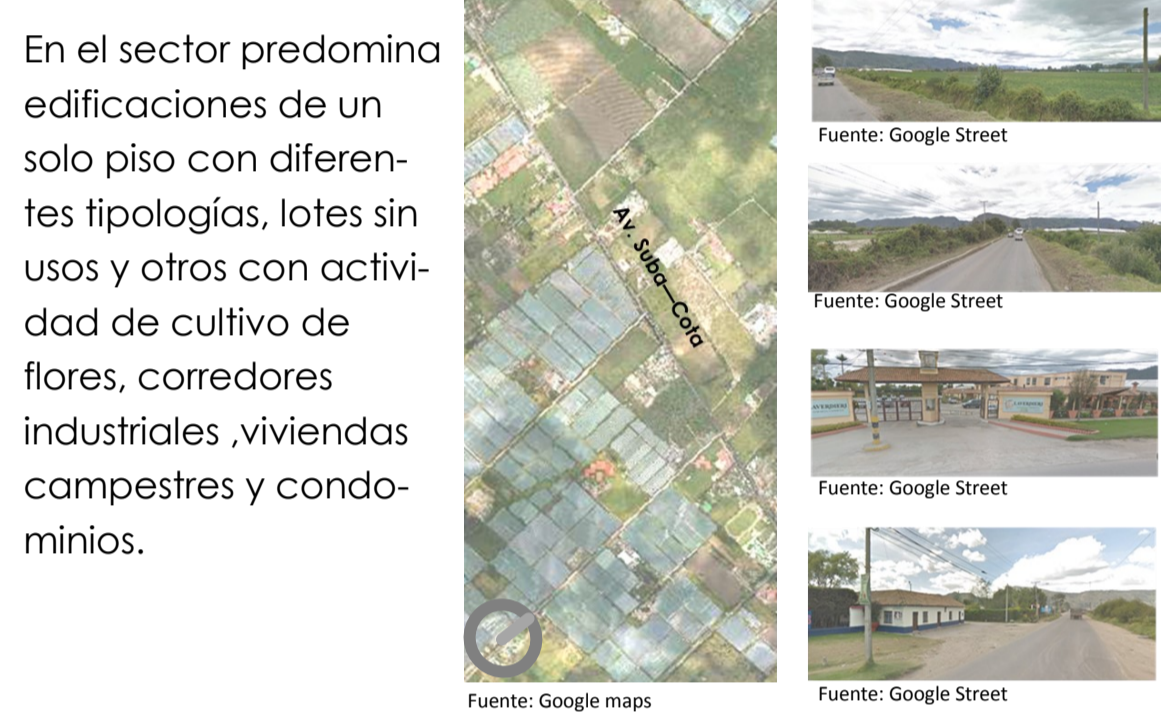 En el sector predomina
edificaciones de un
solo piso con diferen-
tes tipologías, lotes sin
usos y otros con activi-
dad de cultivo de
flores, corredores
industriales ,viviendas
campestres y condo-
minios.
Av. Suba—Cota
Fuente: Google maps
Fuente: Google Street
Fuente: Google Street
Fuente: Google Street
Fuente: Google Street